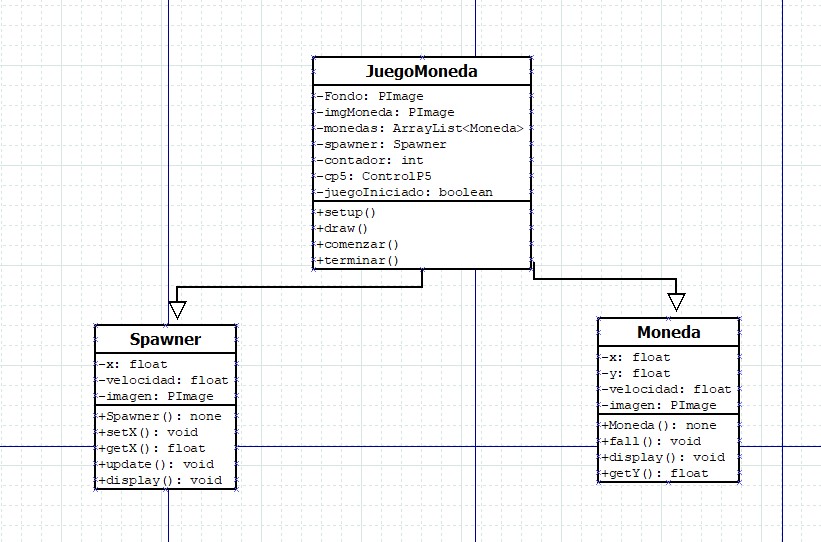 JuegoMoneda
-Fondo: PImage
-imgMoneda: PImage
-monedas: ArrayList<Moneda>
-spawner: Spawner
-contador: int
-cp5: ControlP5
-juegoIniciado: boolean
+setup()
+draw()
+comenzar()
+terminar()
Spawner
-x: float
-velocidad: float
-imagen: PImage
+Spawner(): none
+setX(): void
+getX(): float
+update(): void
+display(): void
Moneda
-x: float
-y: float
-velocidad: float
-imagen: PImage
+Moneda(): none
+fall(): void
+display(): void
+getY(): float